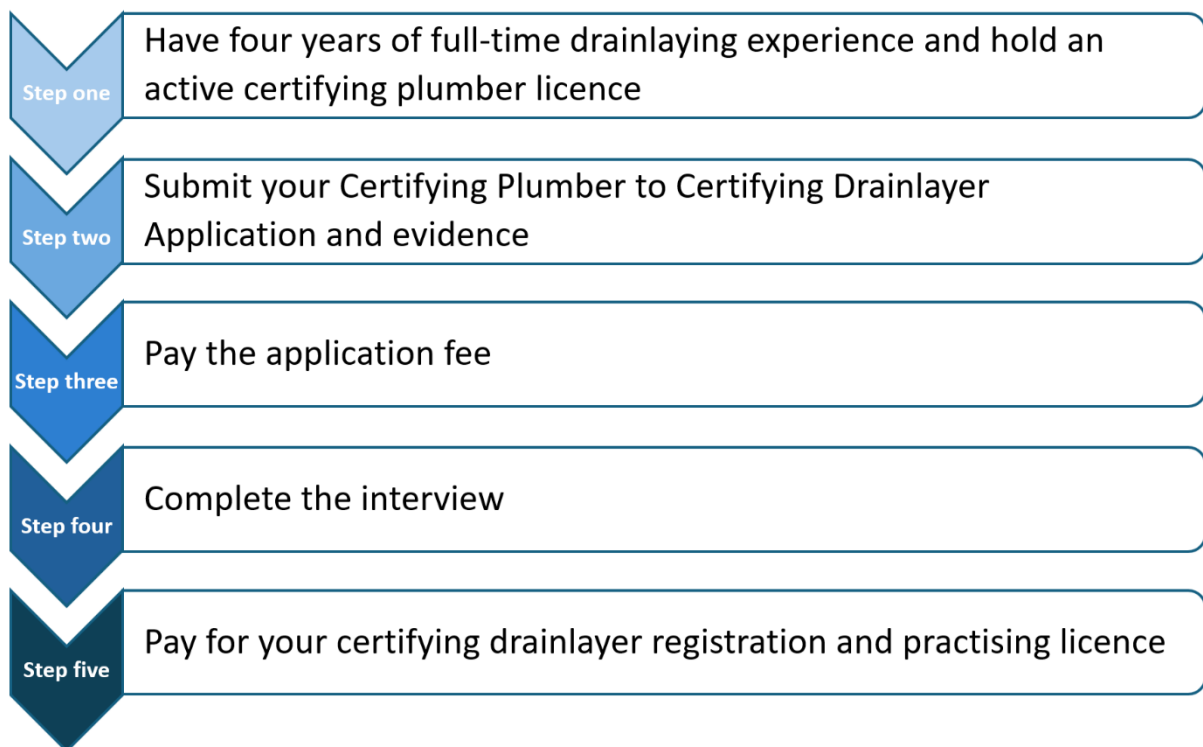 Step one
Have four years of full-time drainlaying experience and hold an
active certifying plumber licence
Step two
Submit your Certifying Plumber to Certifying Drainlayer
Application and evidence
Step three
Pay the application fee
Step four
Complete the interview
Step five
Pay for your certifying drainlayer registration and practising licence